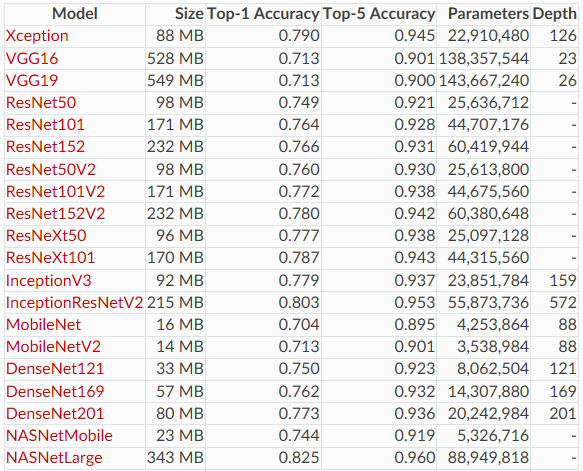 Model Size Top-1 Accuracy Top-5 Accuracy Parameters Depth
Xception 88 MB 0.790 0.945 22,910,480 126
VGG16 528 MB 0.713 0.901 138,357,544 23
VGG19 549 MB 0.713 0.900 143,667,240 26
ResNet50 98 MB 0.749 0.921 25,636,712 -
ResNet101 171 MB 0.764 0.928 44,707,176 -
ResNet152 232 MB 0.766 0.931 60,419,944 -
ResNet50V2 98 MB 0.760 0.930 25,613,800 -
ResNet101V2 171 MB 0.772 0.938 44,675,560 -
ResNet152V2 232 MB 0.780 0.942 60,380,648 -
ResNeXt50 96 MB 0.777 0.938 25,097,128 -
ResNeXt101 170 MB 0.787 0.943 44,315,560 -
InceptionV3 92 MB 0.779 0.937 23,851,784 159
InceptionResNetV2 215 MB 0.803 0.953 55,873,736 572
MobileNet 16 MB 0.704 0.895 4,253,864 88
MobileNetV2 14 MB 0.713 0.901 3,538,984 88
DenseNet121 33 MB 0.750 0.923 8,062,504 121
DenseNet169 57 MB 0.762 0.932 14,307,880 169
DenseNet201 80 MB 0.773 0.936 20,242,984 201
NASNetMobile 23 MB 0.744 0.919 5,326,716 -
NASNetLarge 343 MB 0.825 0.960 88,949,818 -